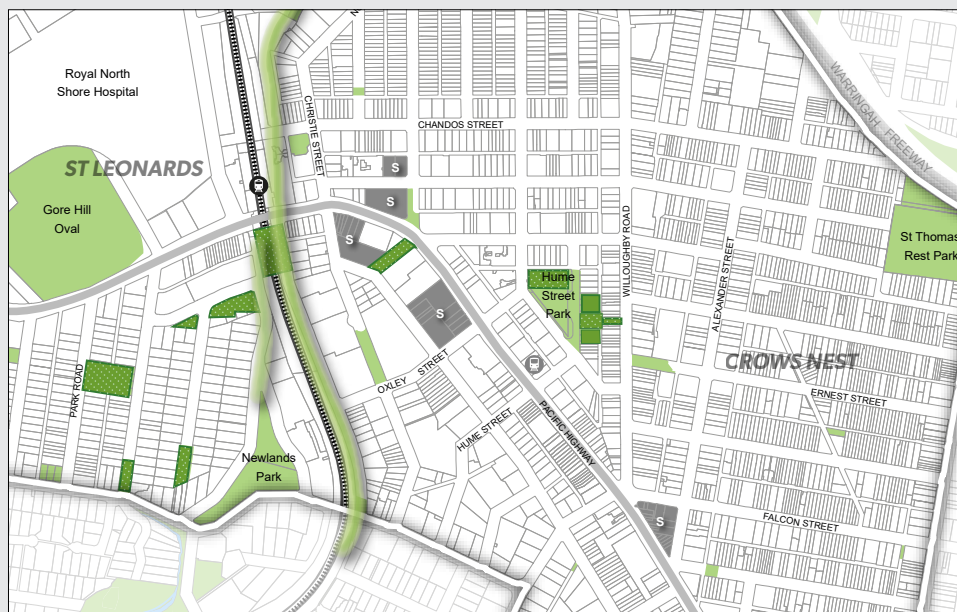 Royal North
Shore Hospital
CHRISTIE STREET
CHANDOS STREET
WARRINGAH FREEWAY
ST LEONARDS
S
Gore Hill
Oval
S
S
WILLOUGHBY ROAD
St Thomas
Rest Park
ALEXANDER STREET
Hume
Street
Park
S
CROWS NEST
PARK ROAD
OXLEY STREET
ERNEST STREET
PACIFIC HIGHWAY
HUME STREET
Newlands
Park
S
FALCON STREET